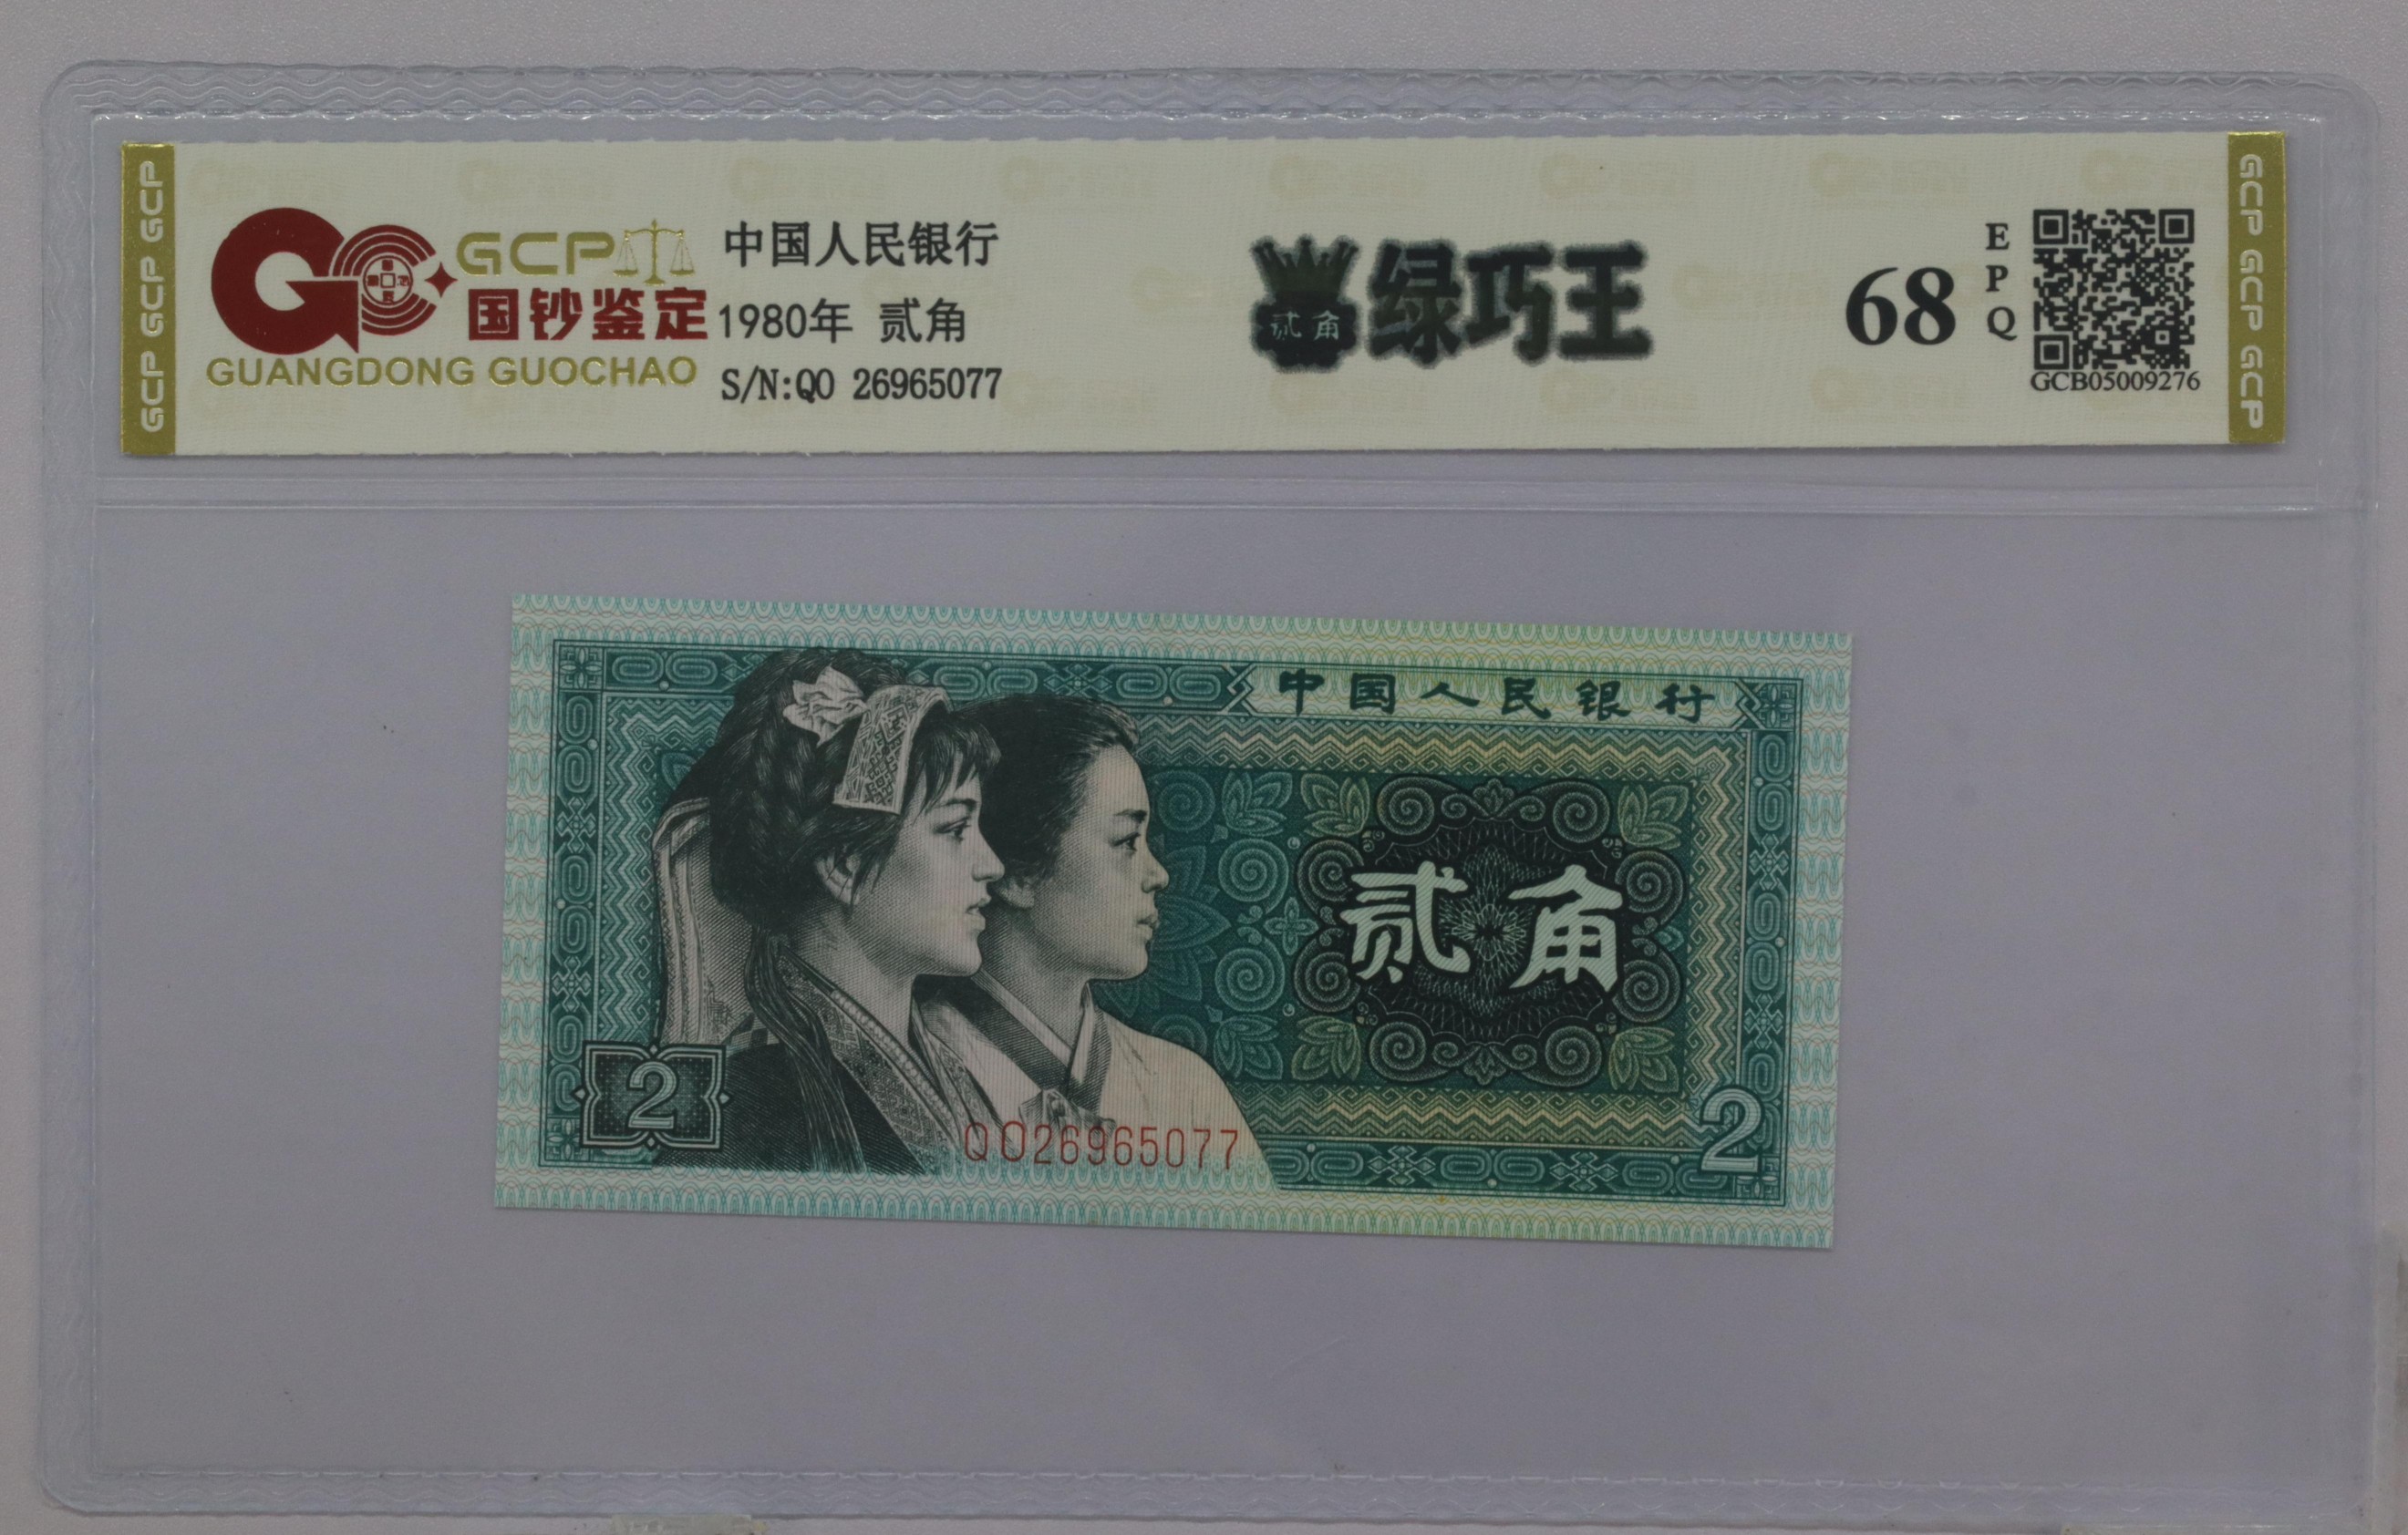 GCP GCP GCP
GCP
国钞鉴定
GUANGDONG GUOCHAO
中国人民银行
1980年 贰角
S/N:QO 26965077
贰角
绿巧王
68
EPQ
GCB05009276
GCP GCP GCP
中国人民银行
贰角
2
QO26965077
2